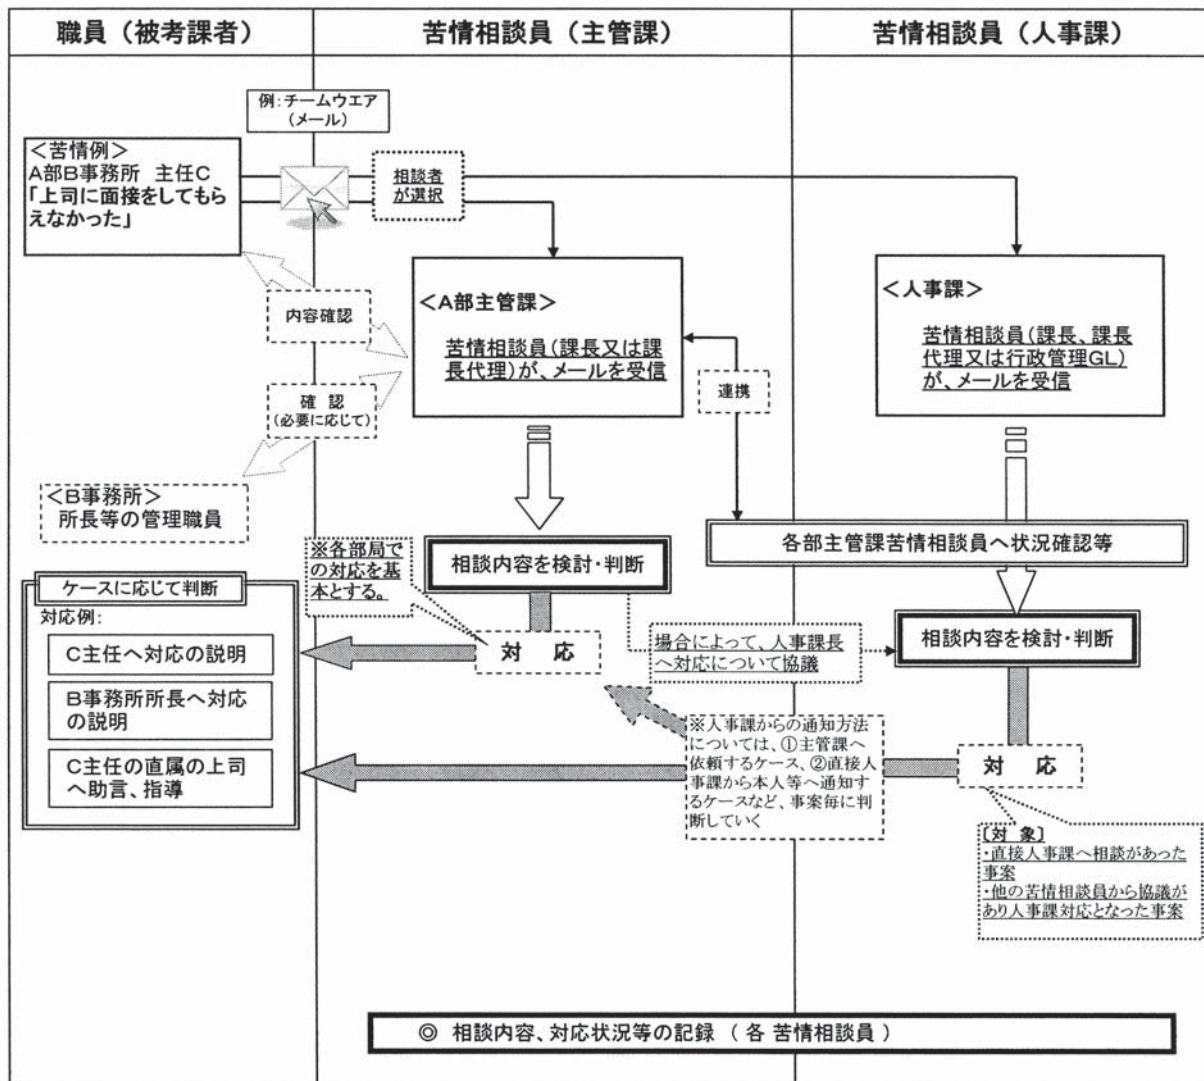 職員（被考課者）
苦情相談員（主管課）
苦情相談員（人事課）
例:チームウエア
(メール)
＜苦情例＞
A部B事務所　主任C
「上司に面接をしてもら
えなかった」
相談者
が選択
内容確認
確　認
(必要に応じて)
＜B事務所＞
所長等の管理職員
＜A部主管課＞
苦情相談員(課長又は課
長代理)が、メールを受信
連携
＜人事課＞
苦情相談員(課長、課長
代理又は行政管理GL)
が、メールを受信
各部主管課苦情相談員へ状況確認等
※各部局で
の対応を基
本とする。
相談内容を検討・判断
対　応
場合によって、人事課長
へ対応について協議
相談内容を検討・判断
ケースに応じて判断
対応例:
C主任へ対応の説明
B事務所所長へ対応
の説明
C主任の直属の上司
へ助言、指導
※人事課からの通知方法
については、①主管課へ
依頼するケース、②直接人
事課から本人等へ通知す
るケースなど、事案毎に判
断していく
対　応
〔対　象〕
・直接人事課へ相談があった
事案
・他の苦情相談員から協議が
あり人事課対応となった事案
◎ 相談内容、対応状況等の記録 （ 各 苦情相談員 ）